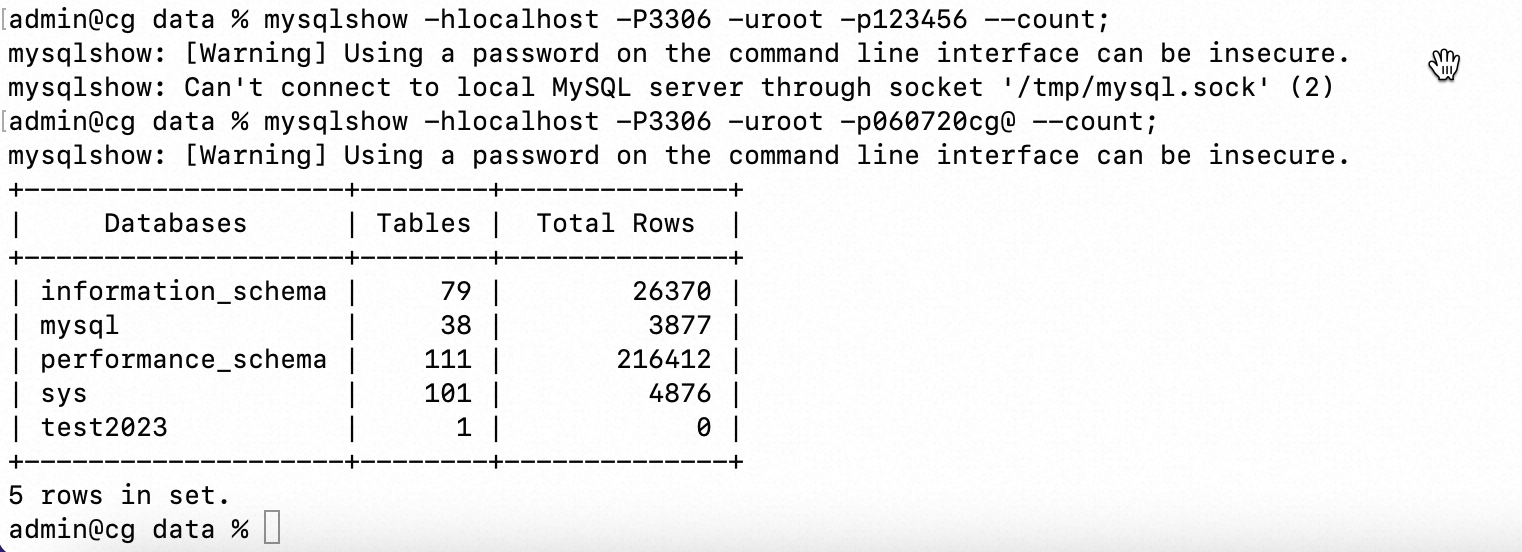 [admin@cg data % mysqlshow -hlocalhost -P3306 -uroot -p123456 --count;
mysqlshow: [Warning] Using a password on the command line interface can be insecure.
mysqlshow: Can't connect to local MySQL server through socket '/tmp/mysql.sock' (2)
[admin@cg data % mysqlshow -hlocalhost -P3306 -uroot -p060720cg@ --count;
mysqlshow: [Warning] Using a password on the command line interface can be insecure.
+--------------------+--------+--------------+
|     Databases      | Tables |  Total Rows  |
+--------------------+--------+--------------+
| information_schema |     79 |        26370 |
| mysql              |     38 |         3877 |
| performance_schema |    111 |       216412 |
| sys                |    101 |         4876 |
| test2023           |      1 |            0 |
+--------------------+--------+--------------+
5 rows in set.
admin@cg data %